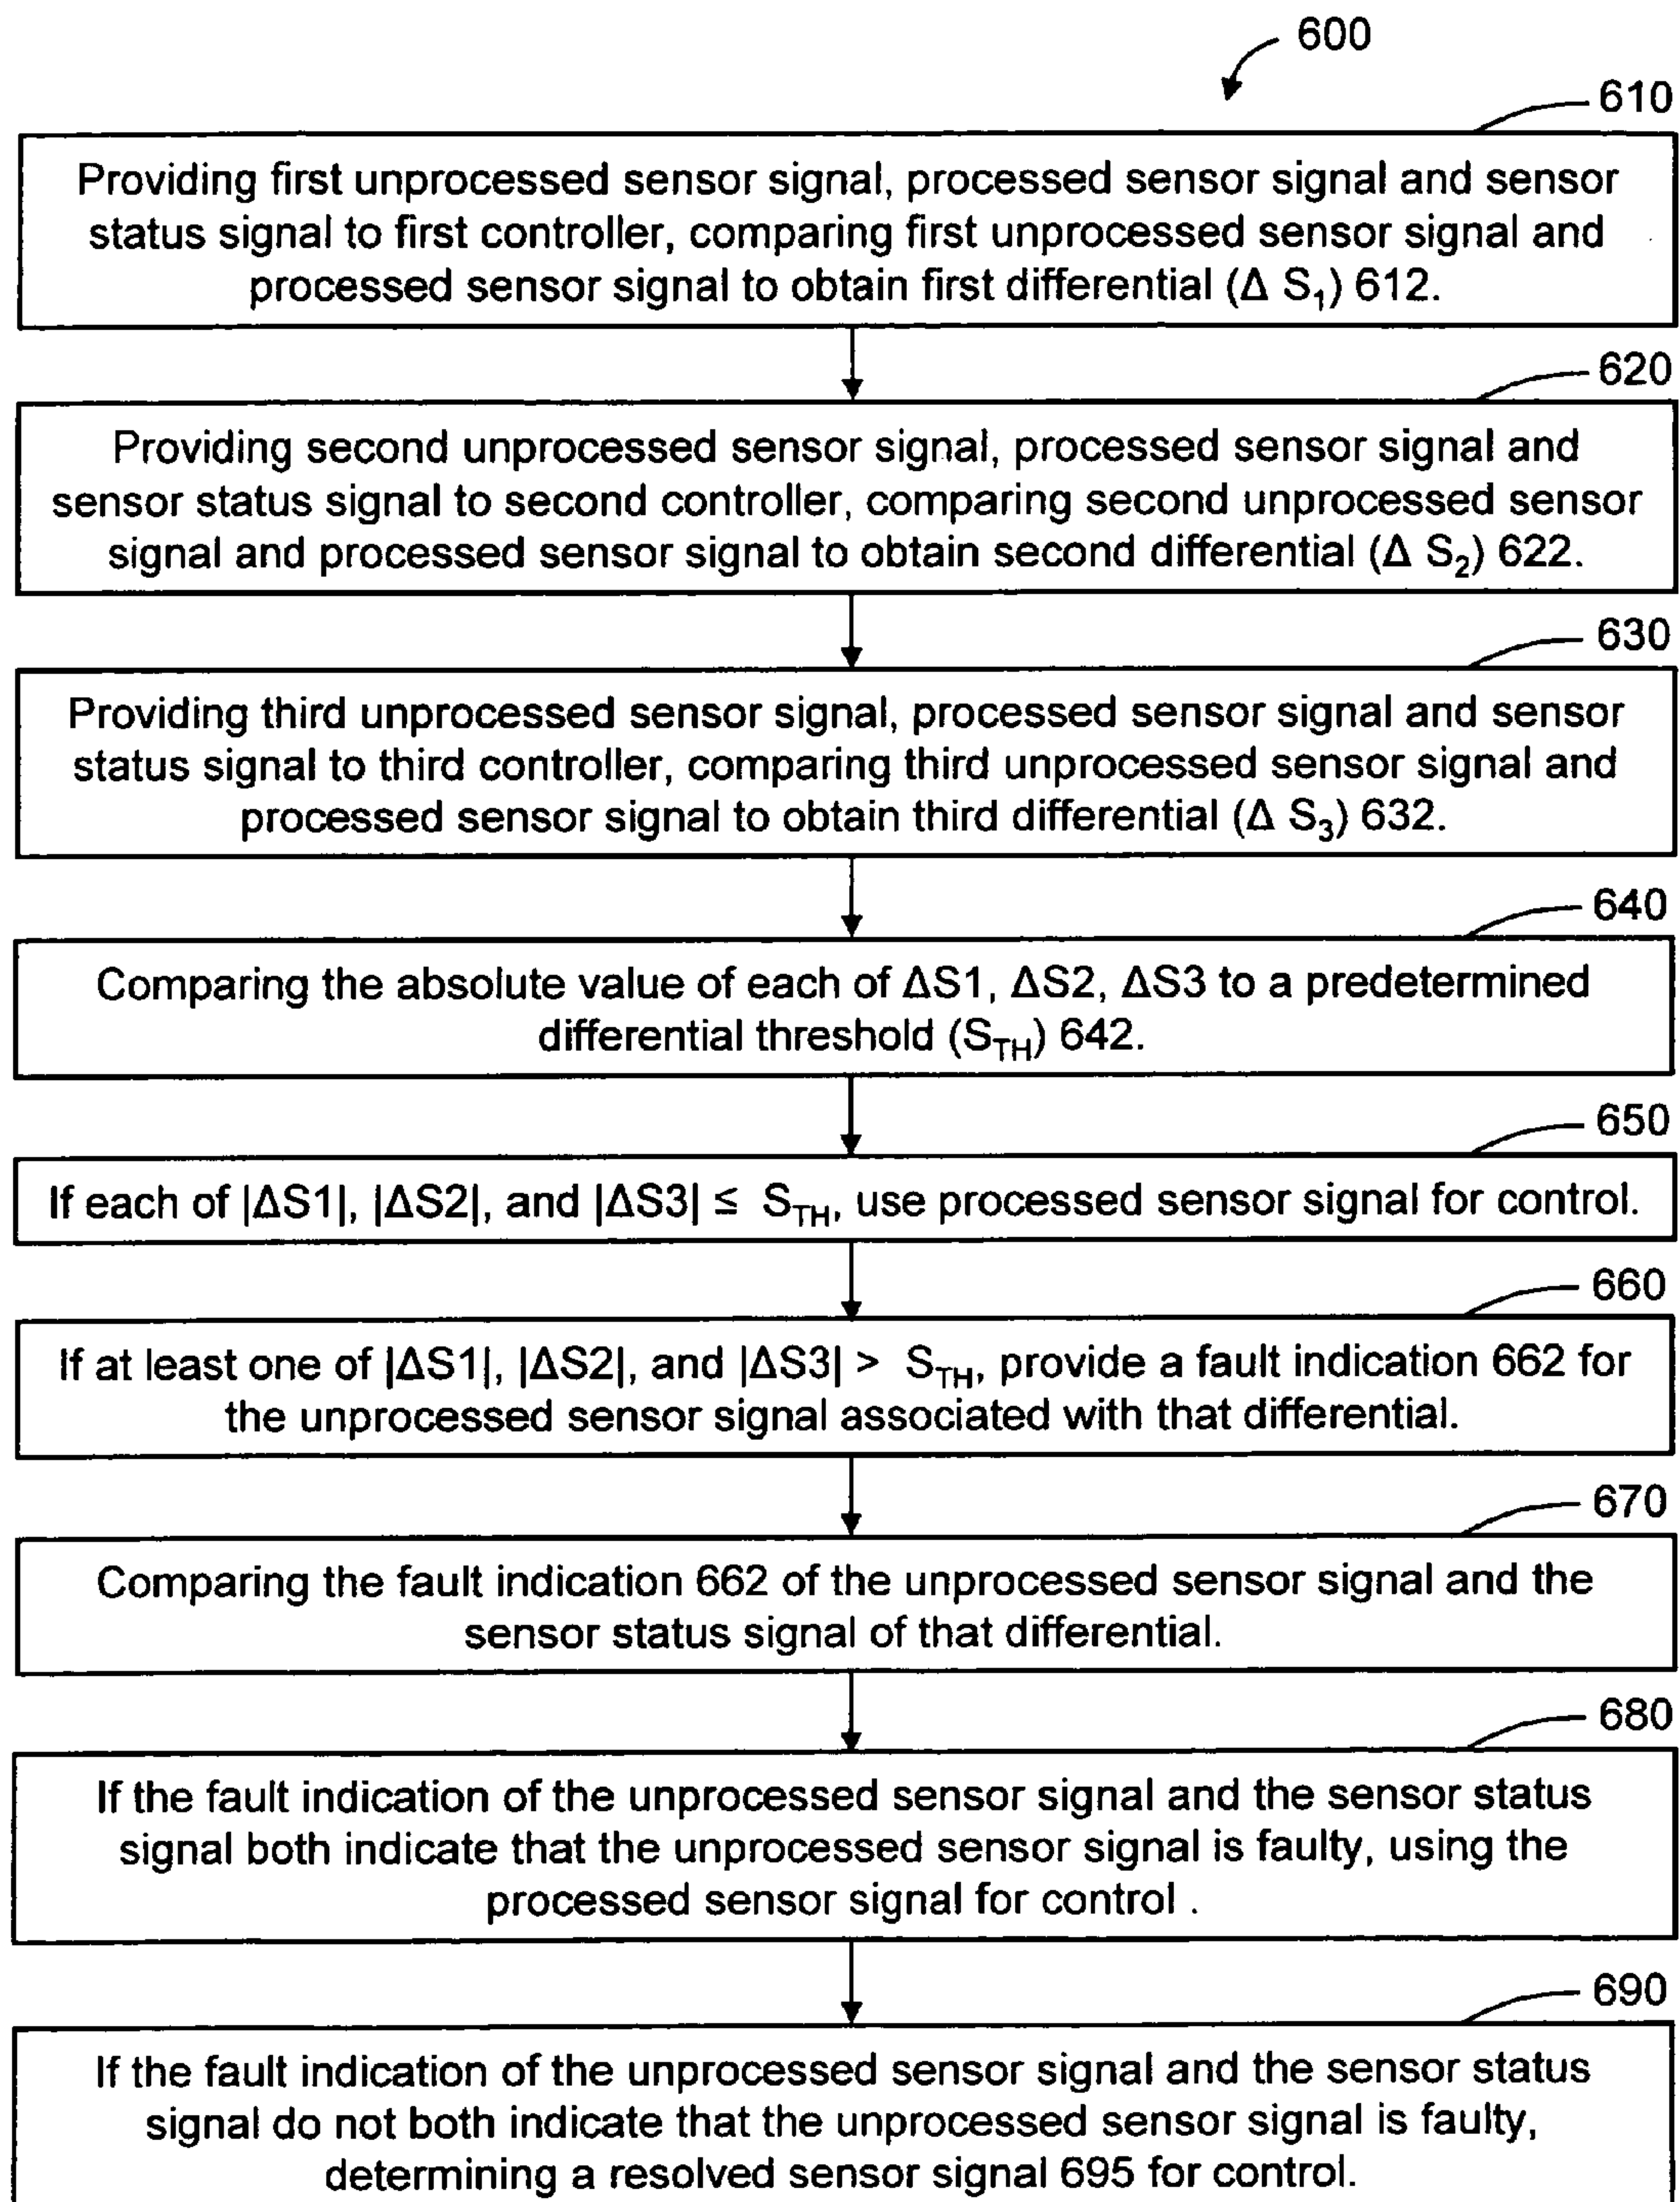 600
610
Providing first unprocessed sensor signal, processed sensor signal and sensor
status signal to first controller, comparing first unprocessed sensor signal and
processed sensor signal to obtain first differential (Δ S₁) 612.
620
Providing second unprocessed sensor signal, processed sensor signal and
sensor status signal to second controller, comparing second unprocessed sensor
signal and processed sensor signal to obtain second differential (Δ S₂) 622.
630
Providing third unprocessed sensor signal, processed sensor signal and sensor
status signal to third controller, comparing third unprocessed sensor signal and
processed sensor signal to obtain third differential (Δ S₃) 632.
640
Comparing the absolute value of each of ΔS1, ΔS2, ΔS3 to a predetermined
differential threshold (S_TH) 642.
650
If each of |ΔS1|, |ΔS2|, and |ΔS3| ≤ S_TH, use processed sensor signal for control.
660
If at least one of |ΔS1|, |ΔS2|, and |ΔS3| > S_TH, provide a fault indication 662 for
the unprocessed sensor signal associated with that differential.
670
Comparing the fault indication 662 of the unprocessed sensor signal and the
sensor status signal of that differential.
680
If the fault indication of the unprocessed sensor signal and the sensor status
signal both indicate that the unprocessed sensor signal is faulty, using the
processed sensor signal for control .
690
If the fault indication of the unprocessed sensor signal and the sensor status
signal do not both indicate that the unprocessed sensor signal is faulty,
determining a resolved sensor signal 695 for control.